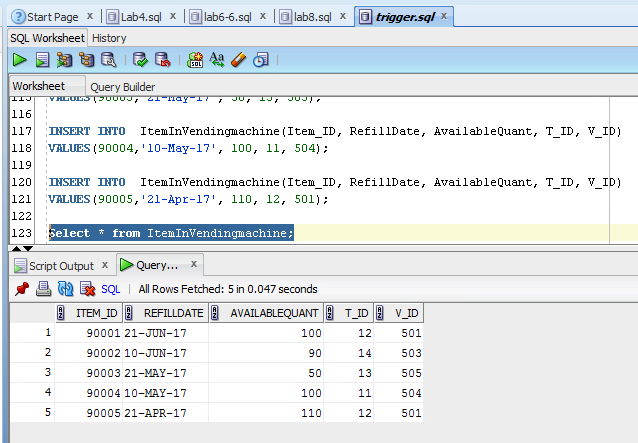 Start Page x Lab4.sql x lab6-6.sql x lab8.sql x trigger.sql x
SQL Worksheet History
Worksheet Query Builder
115 VALUES(90003,'21-May-17', 50, 13, 505);
116
117 INSERT INTO ItemInVendingmachine(Item_ID, RefillDate, AvailableQuant, T_ID, V_ID)
118 VALUES(90004,'10-May-17', 100, 11, 504);
119
120 INSERT INTO ItemInVendingmachine(Item_ID, RefillDate, AvailableQuant, T_ID, V_ID)
121 VALUES(90005,'21-Apr-17', 110, 12, 501);
122
123 Select * from ItemInVendingmachine;
Script Output x Query... x
SQL | All Rows Fetched: 5 in 0.047 seconds
ITEM_ID REFILLDATE AVAILABLEQUANT T_ID V_ID
1 90001 21-JUN-17 100 12 501
2 90002 10-JUN-17 90 14 503
3 90003 21-MAY-17 50 13 505
4 90004 10-MAY-17 100 11 504
5 90005 21-APR-17 110 12 501